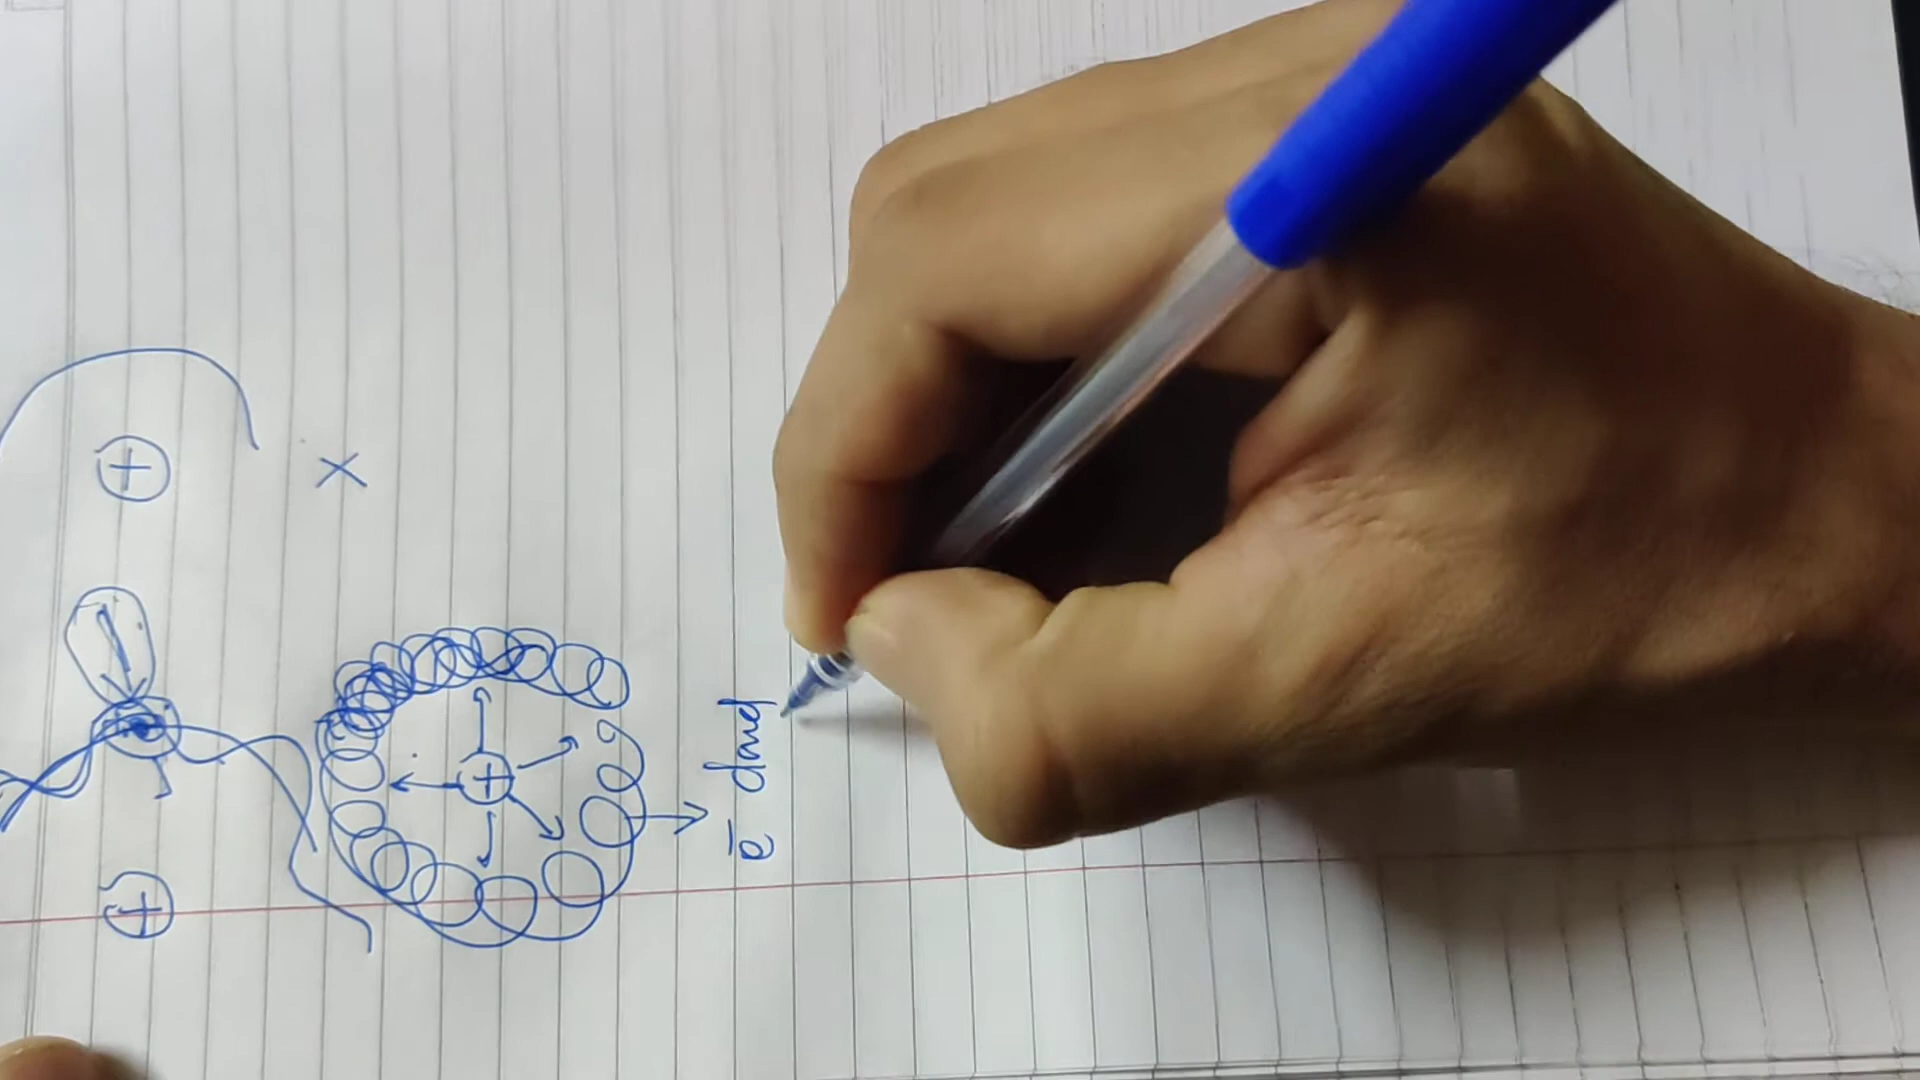 + +
×
+
ē cloud